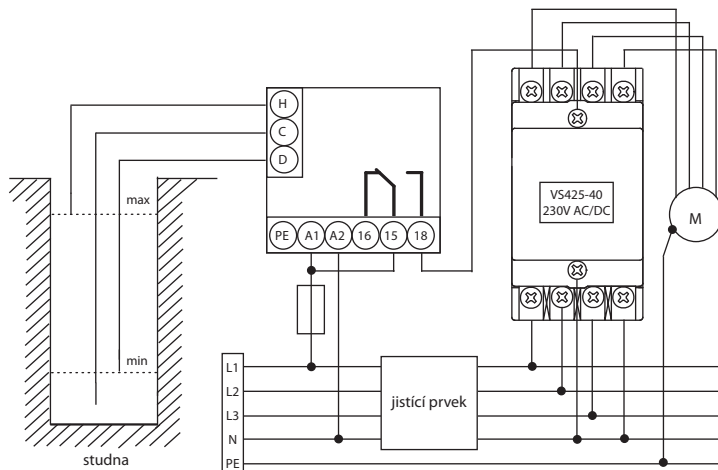 H
C
D
PE A1 A2 16 15 18
VS425-40
230V AC/DC
M
max
min
studna
L1
L2
L3
N
PE
jistící prvek